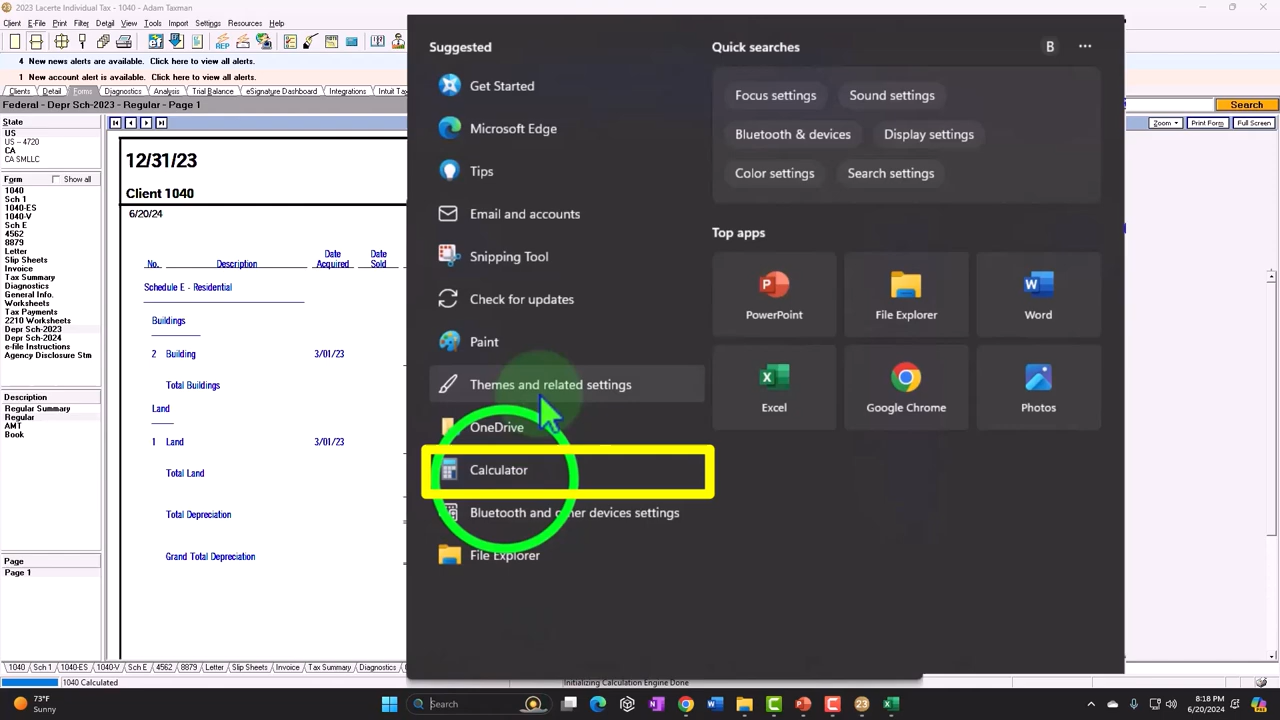 2023 Lacerte Individual Tax - 1040 - Adam Taxman
Client E-File Print Filter Detail View Tools Import Settings Resources Help
4 New news alerts are available. Click here to view all alerts.
1 New account alert is available. Click here to view all alerts.
Clients Detail Forms Diagnostics Analysis Trial Balance eSignature Dashboard Integrations Intuit Tax
Federal - Depr Sch-2023 - Regular - Page 1
Search
State
US
US - 4720
CA
CA SMLLC
Form Show all
1040
Sch 1
1040-ES
1040-V
Sch E
4562
8879
Letter
Slip Sheets
Invoice
Tax Summary
Diagnostics
General Info.
Worksheets
Tax Payments
2210 Worksheets
Depr Sch-2023
Depr Sch-2024
e-file Instructions
Agency Disclosure Stm
Description
Regular Summary
Regular
AMT
Book
Page
Page 1
Zoom Print Form Full Screen
12/31/23
Client 1040
6/20/24
No. Description Date Acquired Date Sold
Schedule E - Residential
Buildings
2 Building 3/01/23
Total Buildings
Land
1 Land 3/01/23
Total Land
Total Depreciation
Grand Total Depreciation
Suggested
Get Started
Microsoft Edge
Tips
Email and accounts
Snipping Tool
Check for updates
Paint
Themes and related settings
OneDrive
Calculator
Bluetooth and other devices settings
File Explorer
Quick searches B
Focus settings Sound settings
Bluetooth & devices Display settings
Color settings Search settings
Top apps
PowerPoint File Explorer Word
Excel Google Chrome Photos
1040 Sch 1 1040-ES 1040-V Sch E 4562 8879 Letter Slip Sheets Invoice Tax Summary Diagnostics
1040 Calculated Initializing Calculation Engine Done
73°F
Sunny
Search
8:18 PM
6/20/2024